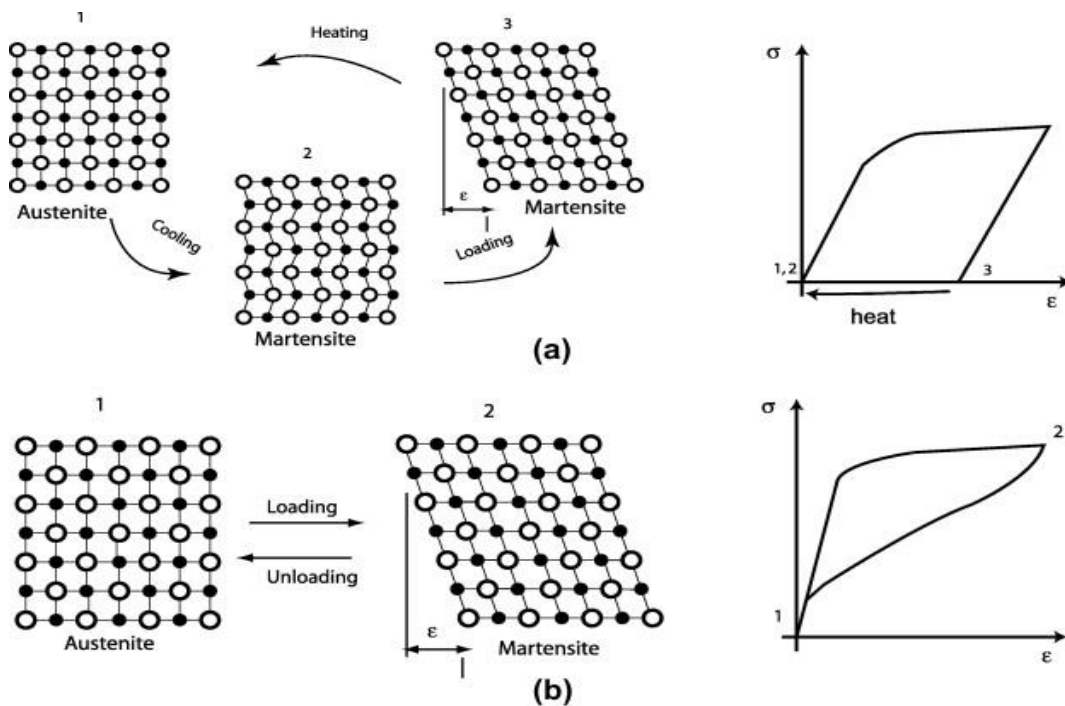 1
Heating
3
σ
2
Austenite
Cooling
ε
Martensite
Loading
Martensite
1,2
3
ε
heat
(a)
1
2
σ
2
Loading
Unloading
1
Austenite
ε
Martensite
ε
(b)